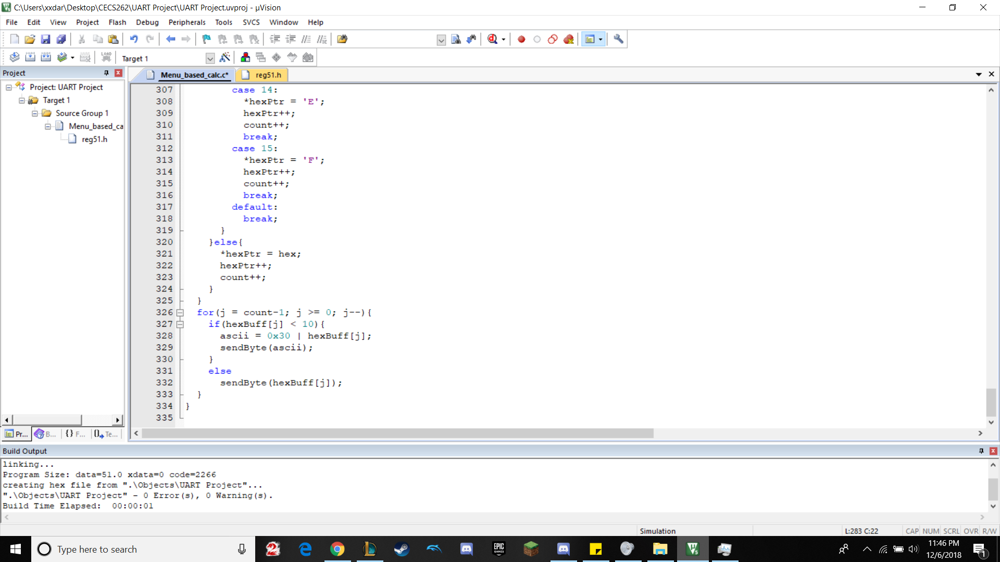 C:\Users\xxdar\Desktop\CECS262\UART Project\UART Project.uvproj - µVision
File Edit View Project Flash Debug Peripherals Tools SVCS Window Help
LOAD
Target 1
Project
Menu_based_calc.c*
reg51.h
Project: UART Project
Target 1
Source Group 1
Menu_based_ca
reg51.h
307 case 14:
308 *hexPtr = 'E';
309 hexPtr++;
310 count++;
311 break;
312 case 15:
313 *hexPtr = 'F';
314 hexPtr++;
315 count++;
316 break;
317 default:
318 break;
319 }
320 }else{
321 *hexPtr = hex;
322 hexPtr++;
323 count++;
324 }
325 }
326 for(j = count-1; j >= 0; j--){
327 if(hexBuff[j] < 10){
328 ascii = 0x30 | hexBuff[j];
329 sendByte(ascii);
330 }
331 else
332 sendByte(hexBuff[j]);
333 }
334 }
335
Pr... B... {} F... Te...
Build Output
linking...
Program Size: data=51.0 xdata=0 code=2266
creating hex file from ".\Objects\UART Project"...
".\Objects\UART Project" - 0 Error(s), 0 Warning(s).
Build Time Elapsed:  00:00:01
Simulation
L:283 C:22
CAP NUM SCRL OVR R/W
Type here to search
EPIC GAMES
11:46 PM
12/6/2018
1